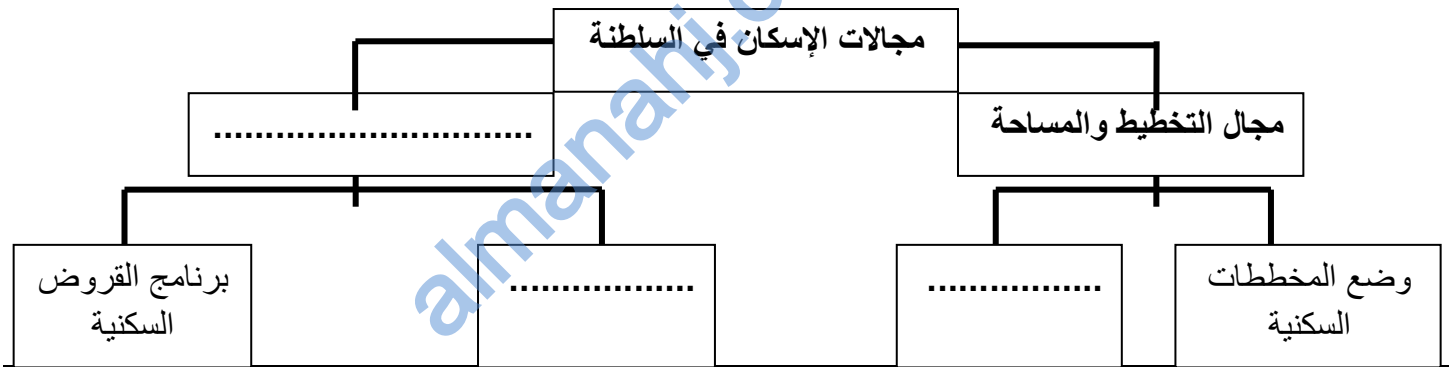 مجالات الإسكان في السلطنة
مجال التخطيط والمساحة
..............................
وضع المخططات
السكنية
.................
..................
برنامج القروض
السكنية
almanahj.c